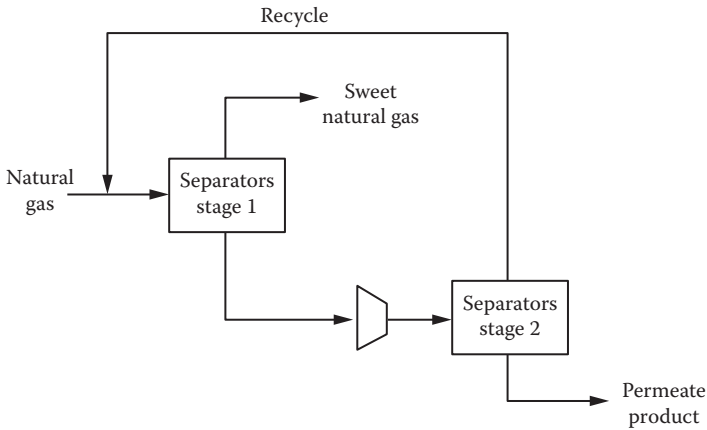 Recycle
Sweet
natural gas
Natural
gas
Separators
stage 1
Separators
stage 2
Permeate
product